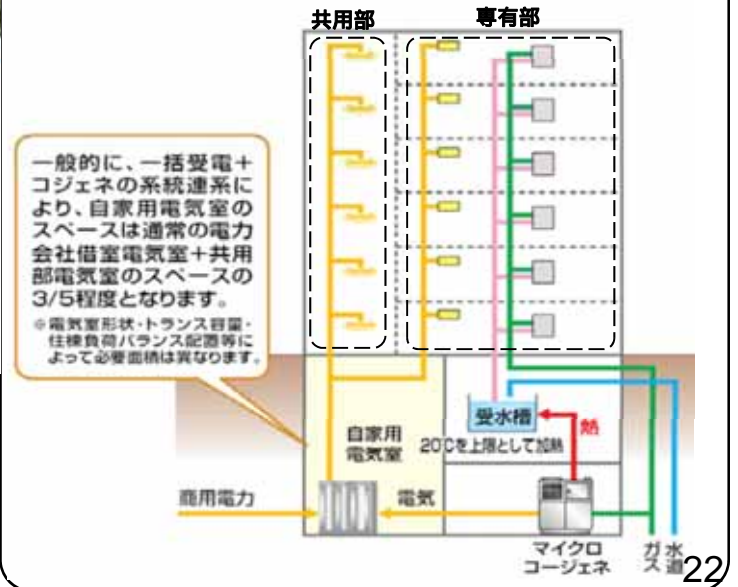 共用部
専有部
一般的に、一括受電+
コジェネの系統連系に
より、自家用電気室の
スペースは通常の電力
会社借室電気室+共用
部電気室のスペースの
3/5程度となります。
※電気室形状・トランス容量・
住棟負荷バランス配置等に
よって必要面積は異なります。
受水槽
熱
20℃を上限として加熱
自家用
電気室
商用電力
電気
マイクロ
コージェネ
ガス
水道
22